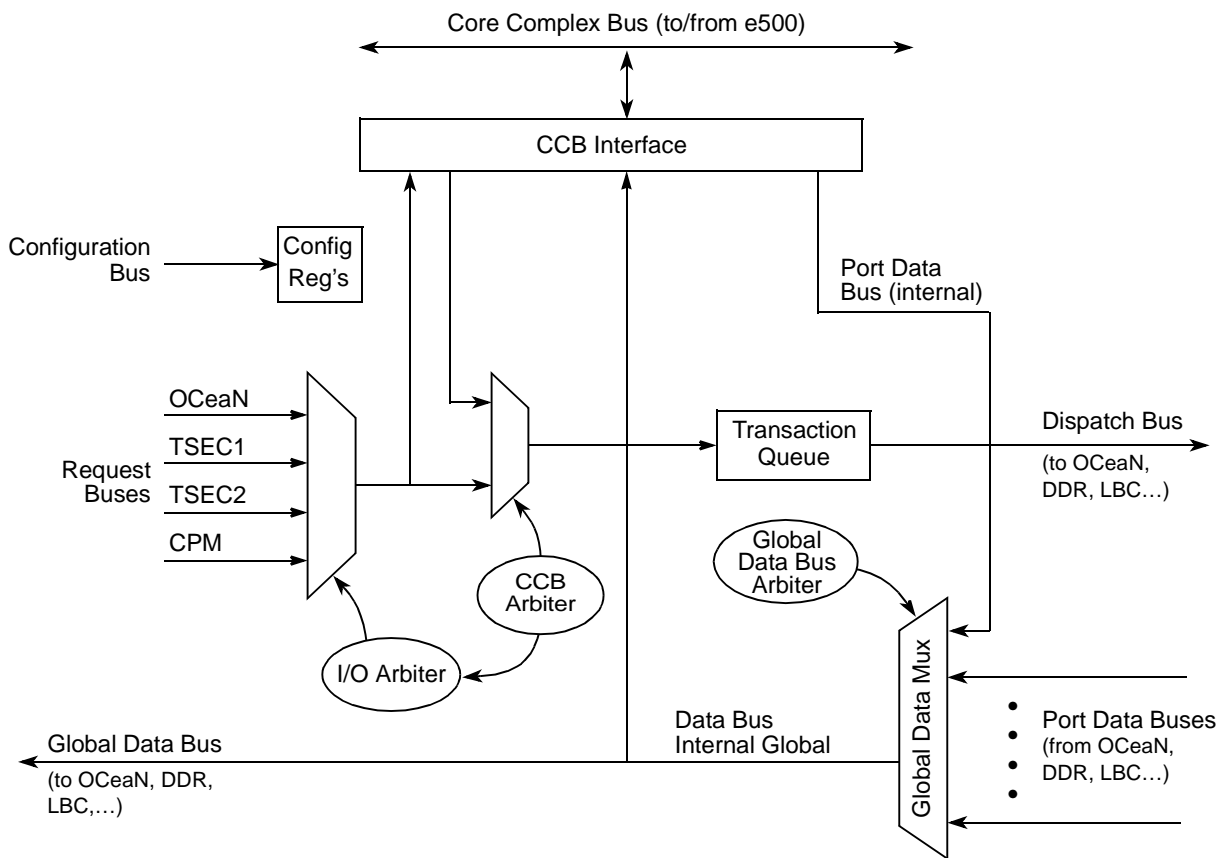 Core Complex Bus (to/from e500)
CCB Interface
Configuration
Bus
Config
Reg's
Port Data
Bus (internal)
OCeaN
TSEC1
Request
Buses
TSEC2
CPM
Transaction
Queue
Dispatch Bus
(to OCeaN,
DDR, LBC…)
Global
Data Bus
Arbiter
CCB
Arbiter
I/O Arbiter
Global Data Mux
Data Bus
Internal Global
Port Data Buses
(from OCeaN,
DDR, LBC…)
Global Data Bus
(to OCeaN, DDR,
LBC,…)